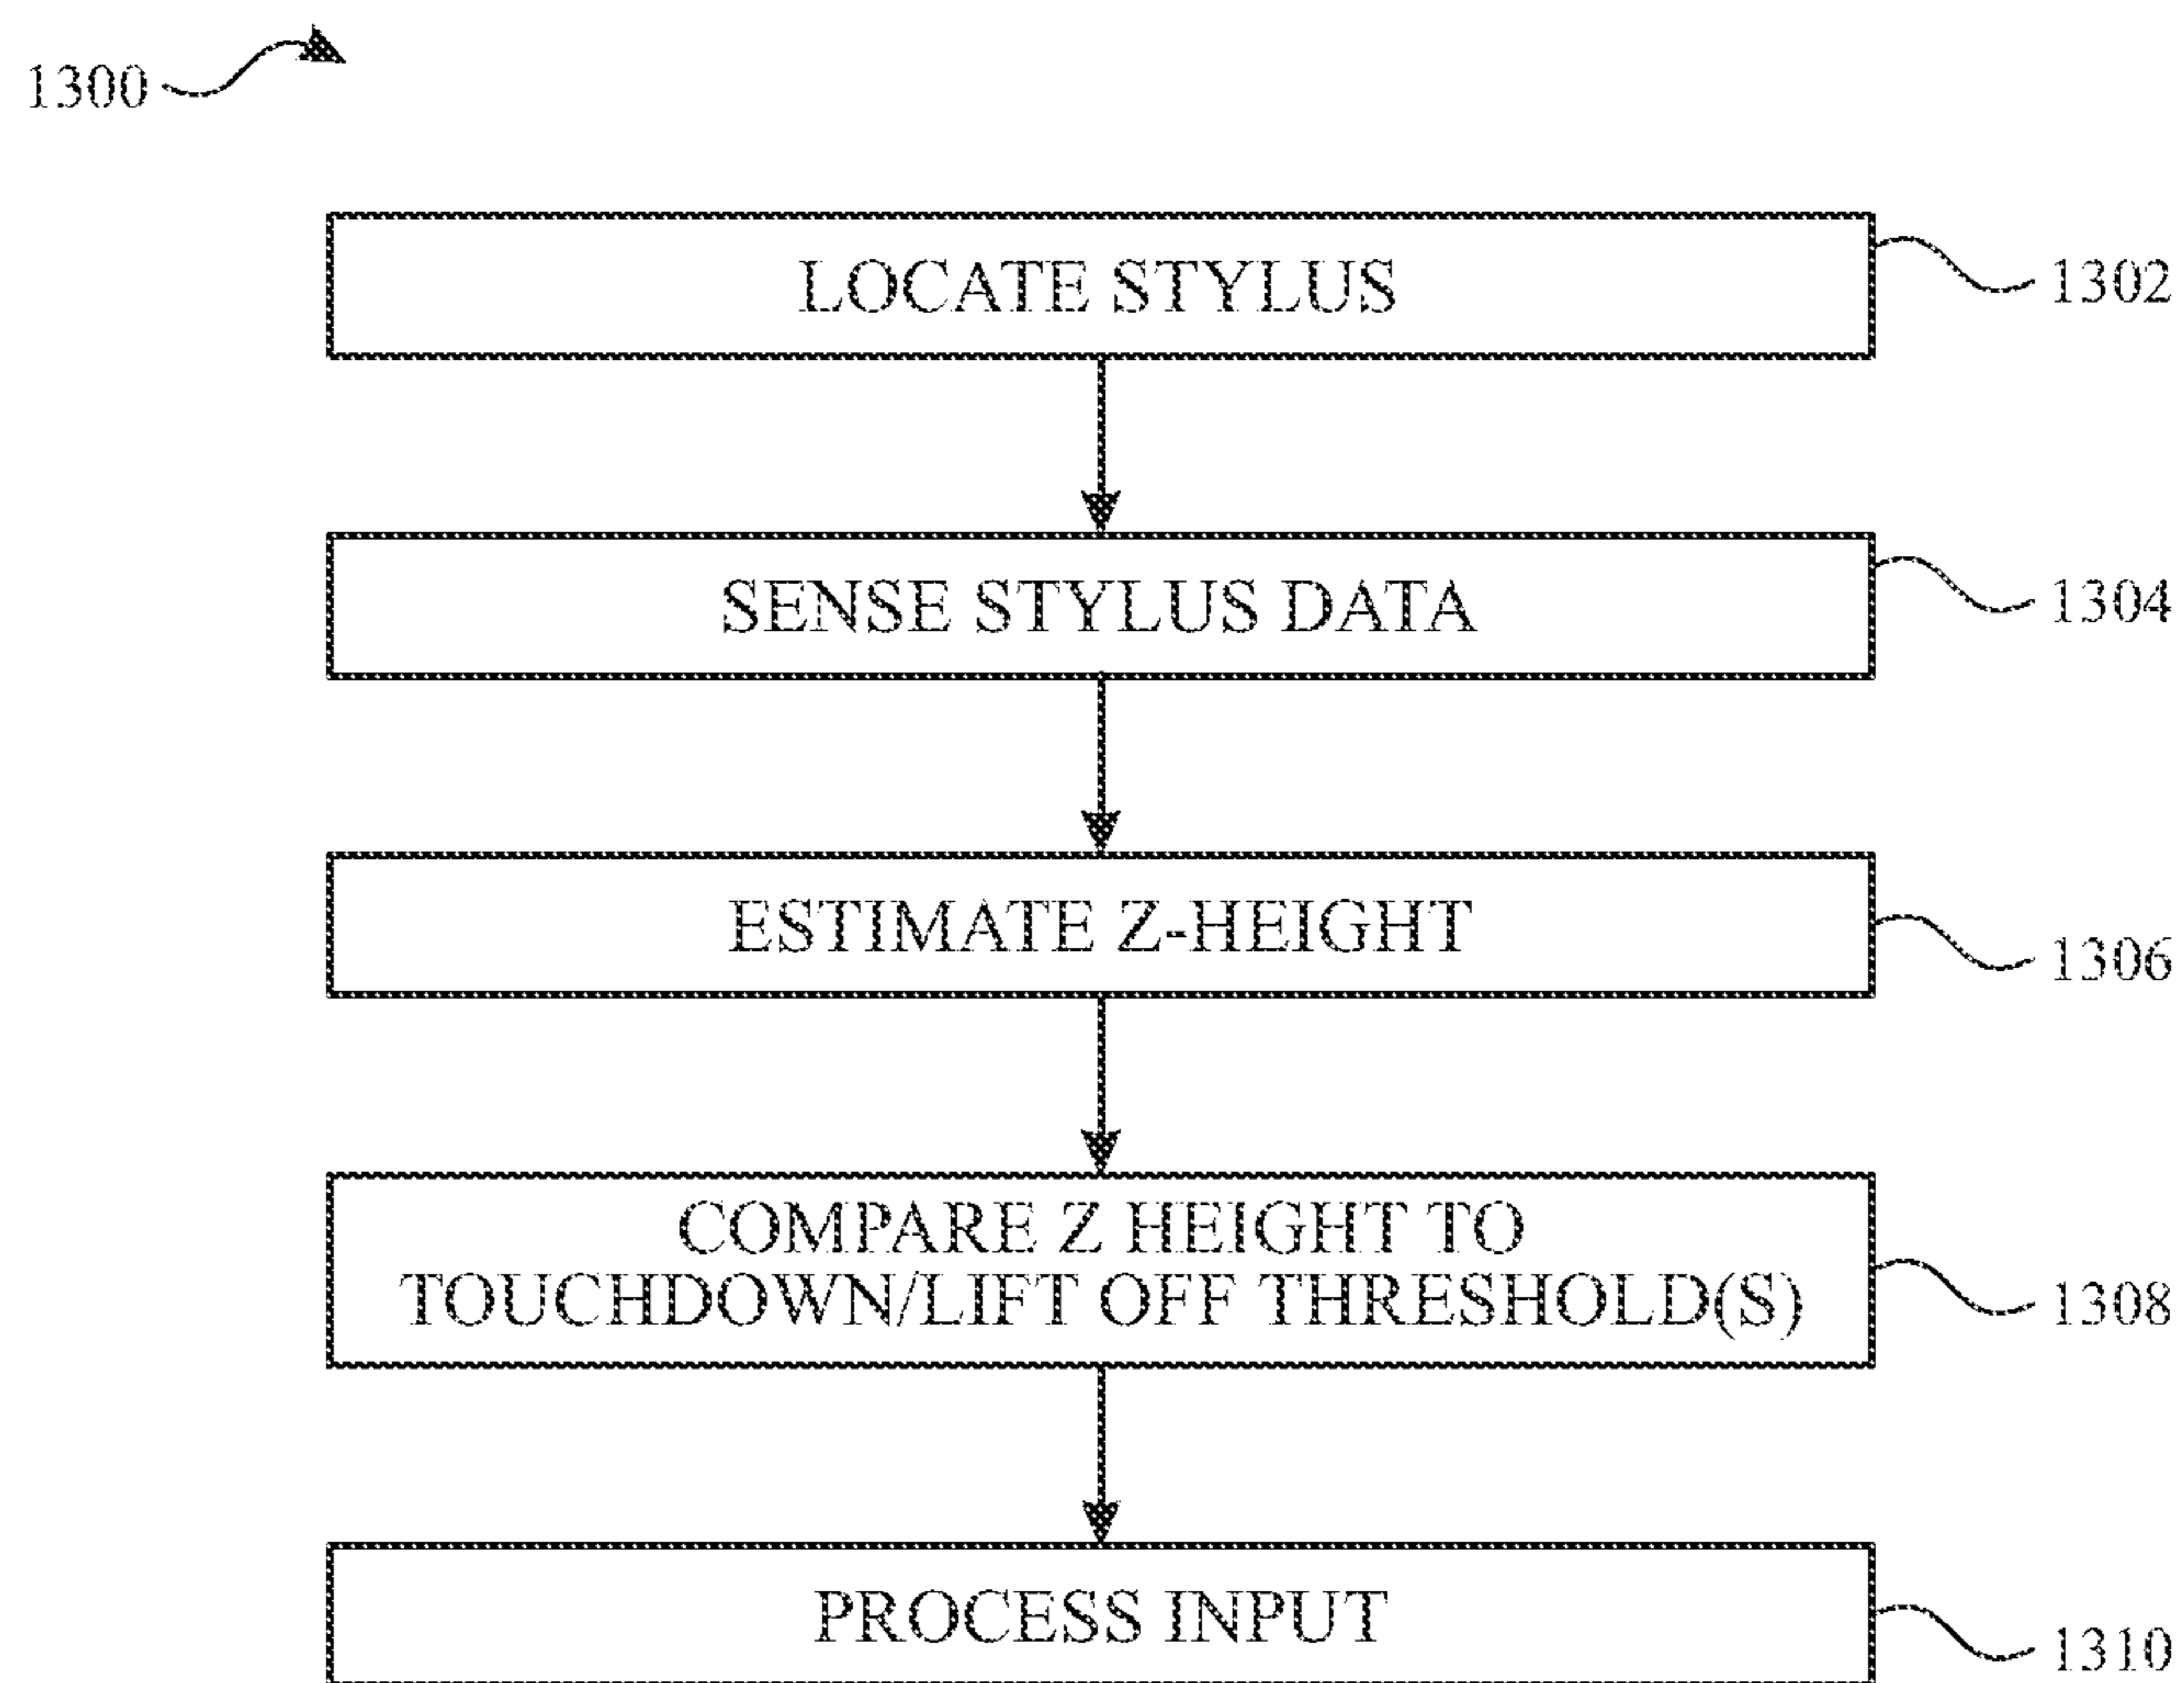 1300
LOCATE STYLUS
1302
SENSE STYLUS DATA
1304
ESTIMATE Z-HEIGHT
1306
COMPARE Z HEIGHT TO
TOUCHDOWN/LIFT OFF THRESHOLD(S)
1308
PROCESS INPUT
1310